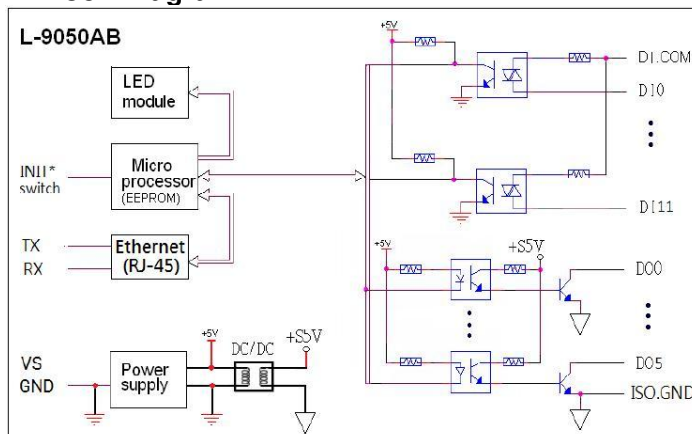 L-9050AB
LED
module
INIT*
switch
Micro
processor
(EEPROM)
TX
RX
Ethernet
(RJ-45)
VS
GND
Power
supply
+5V
DC/DC
+S5V
+5V
DI.COM
DI0
+5V
DI11
+5V
+S5V
DO0
DO5
ISO.GND